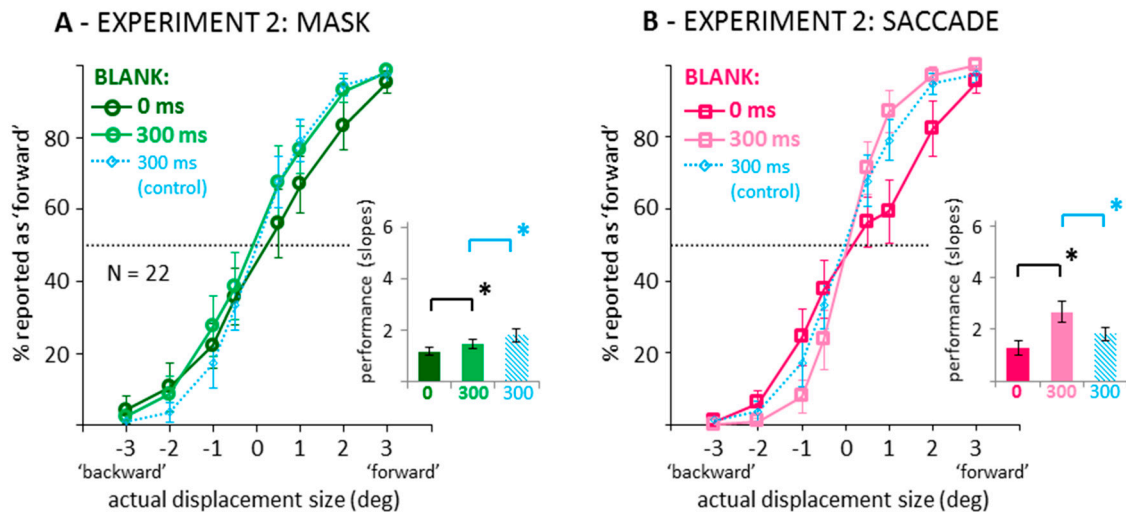 A - EXPERIMENT 2: MASK
% reported as 'forward'
80
60
40
20
BLANK:
0 ms
300 ms
300 ms
(control)
N = 22
-3 -2 -1 0 1 2 3
'backward' 'forward'
actual displacement size (deg)
performance (slopes)
6
4
2
*
*
0 300 300
B - EXPERIMENT 2: SACCADE
% reported as 'forward'
80
60
40
20
BLANK:
0 ms
300 ms
300 ms
(control)
-3 -2 -1 0 1 2 3
'backward' 'forward'
actual displacement size (deg)
performance (slopes)
6
4
2
*
*
0 300 300